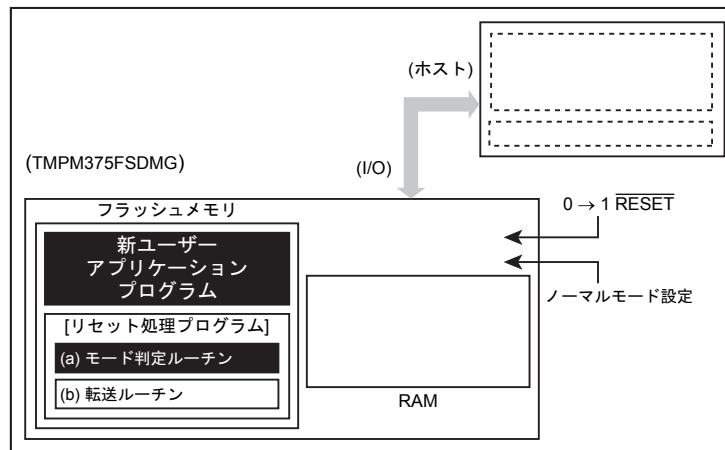 (ホスト)
(TMPM375FSDMG)
(I/O)
フラッシュメモリ
0 → 1 RESET
新ユーザー
アプリケーション
プログラム
ノーマルモード設定
[リセット処理プログラム]
(a) モード判定ルーチン
(b) 転送ルーチン
RAM